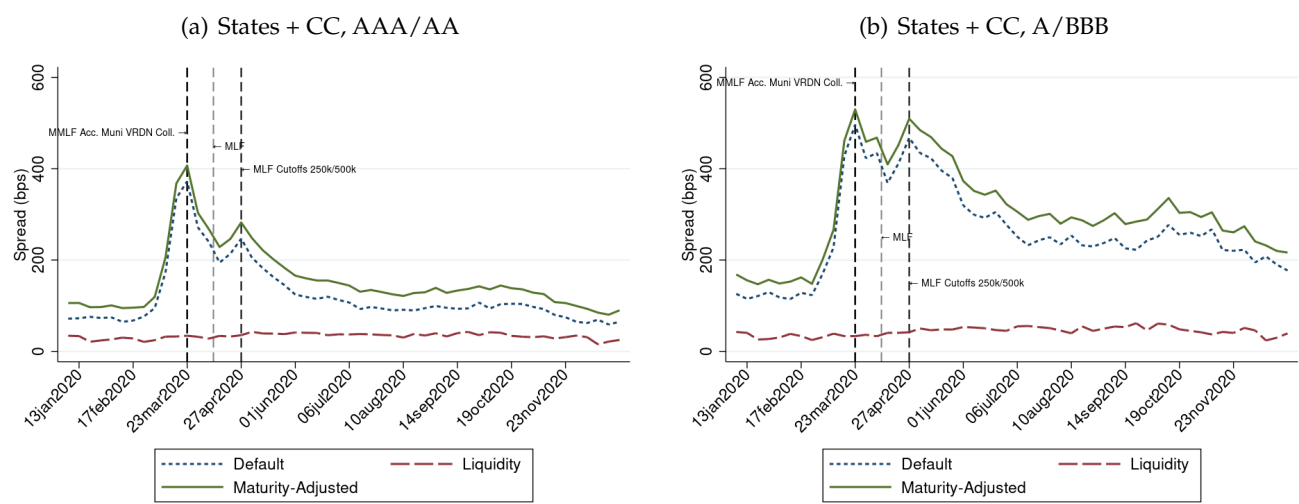 (a) States + CC, AAA/AA
600
400
200
0
Spread (bps)
MMLF Acc. Muni VRDN Coll. →
← MLF
← MLF Cutoffs 250k/500k
13jan2020
17feb2020
23mar2020
27apr2020
01jun2020
06jul2020
10aug2020
14sep2020
19oct2020
23nov2020
Default
Liquidity
Maturity-Adjusted
(b) States + CC, A/BBB
600
400
200
0
Spread (bps)
MMLF Acc. Muni VRDN Coll. →
← MLF
← MLF Cutoffs 250k/500k
13jan2020
17feb2020
23mar2020
27apr2020
01jun2020
06jul2020
10aug2020
14sep2020
19oct2020
23nov2020
Default
Liquidity
Maturity-Adjusted